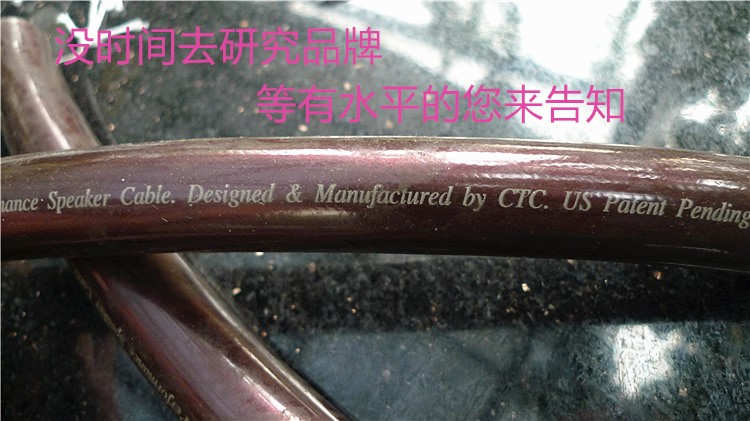 没时间去研究品牌
等有水平的您来告知
Speaker Cable. Designed & Manufactured by CTC. US Patent Pending